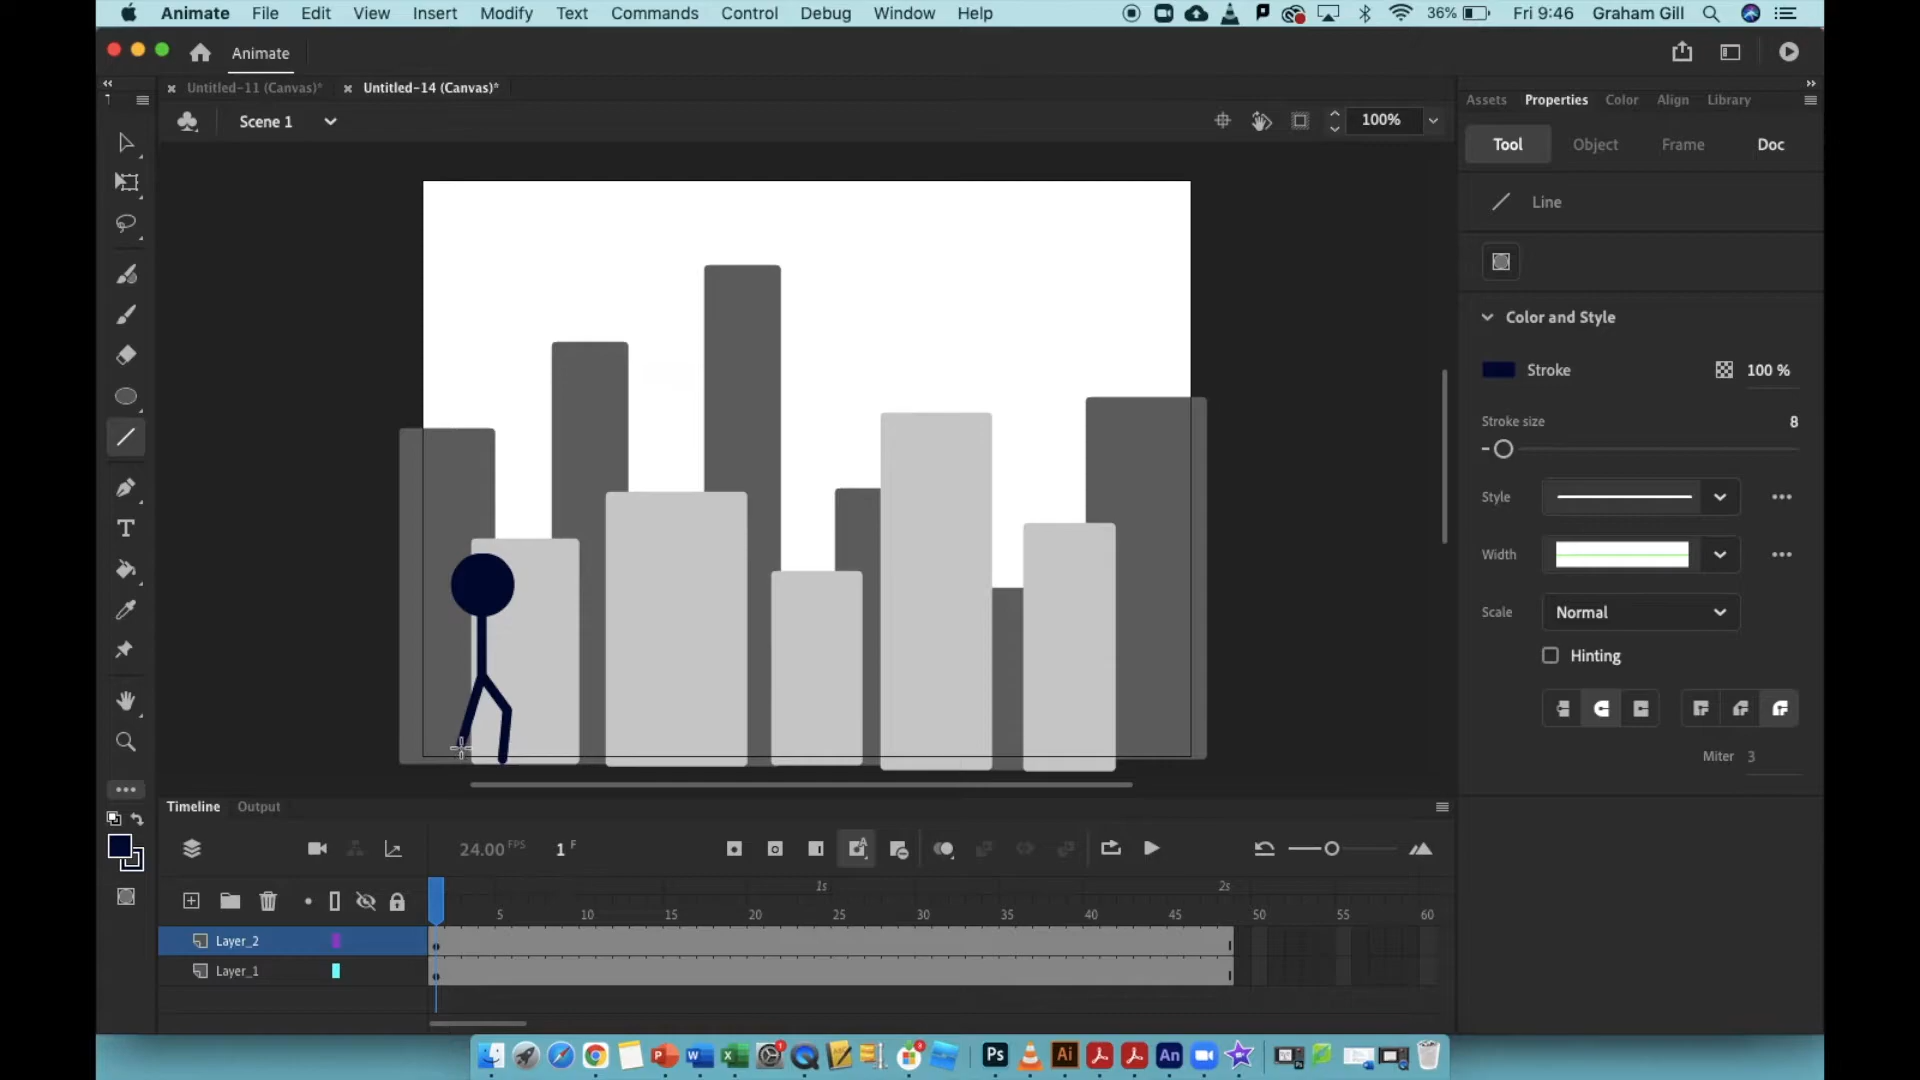 Animate File Edit View Insert Modify Text Commands Control Debug Window Help 36% Fri 9:46 Graham Gill
Animate
Untitled-11 (Canvas)* Untitled-14 (Canvas)*
Scene 1 100%
Assets Properties Color Align Library
Tool Object Frame Doc
Line
Color and Style
Stroke 100 %
Stroke size 8
Style
Width
Scale Normal
Hinting
Miter 3
T
Timeline Output
24.00 FPS 1 F
1s 2s
5 10 15 20 25 30 35 40 45 50 55 60
Layer_2
Layer_1
Ps Ai An